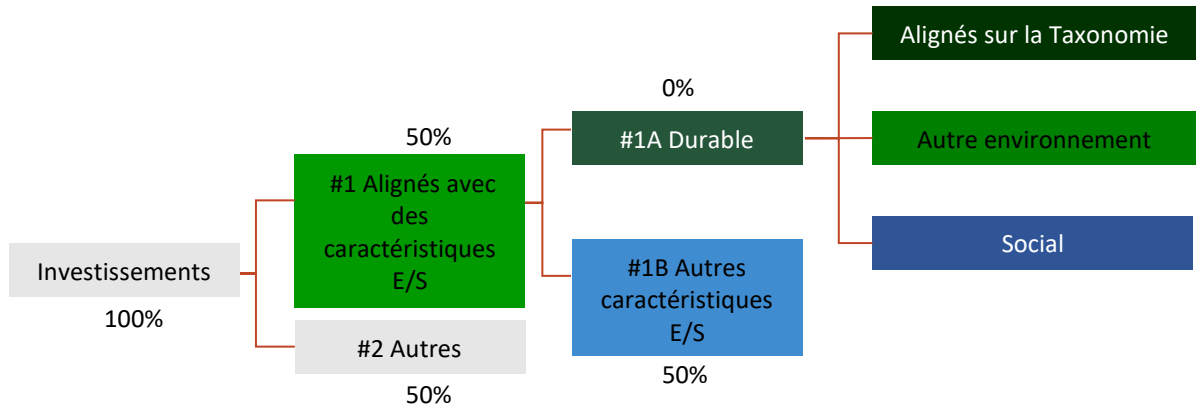 Investissements
100%
50%
#1 Alignés avec
des
caractéristiques
E/S
#2 Autres
50%
0%
#1A Durable
#1B Autres
caractéristiques
E/S
50%
Alignés sur la Taxonomie
Autre environnement
Social